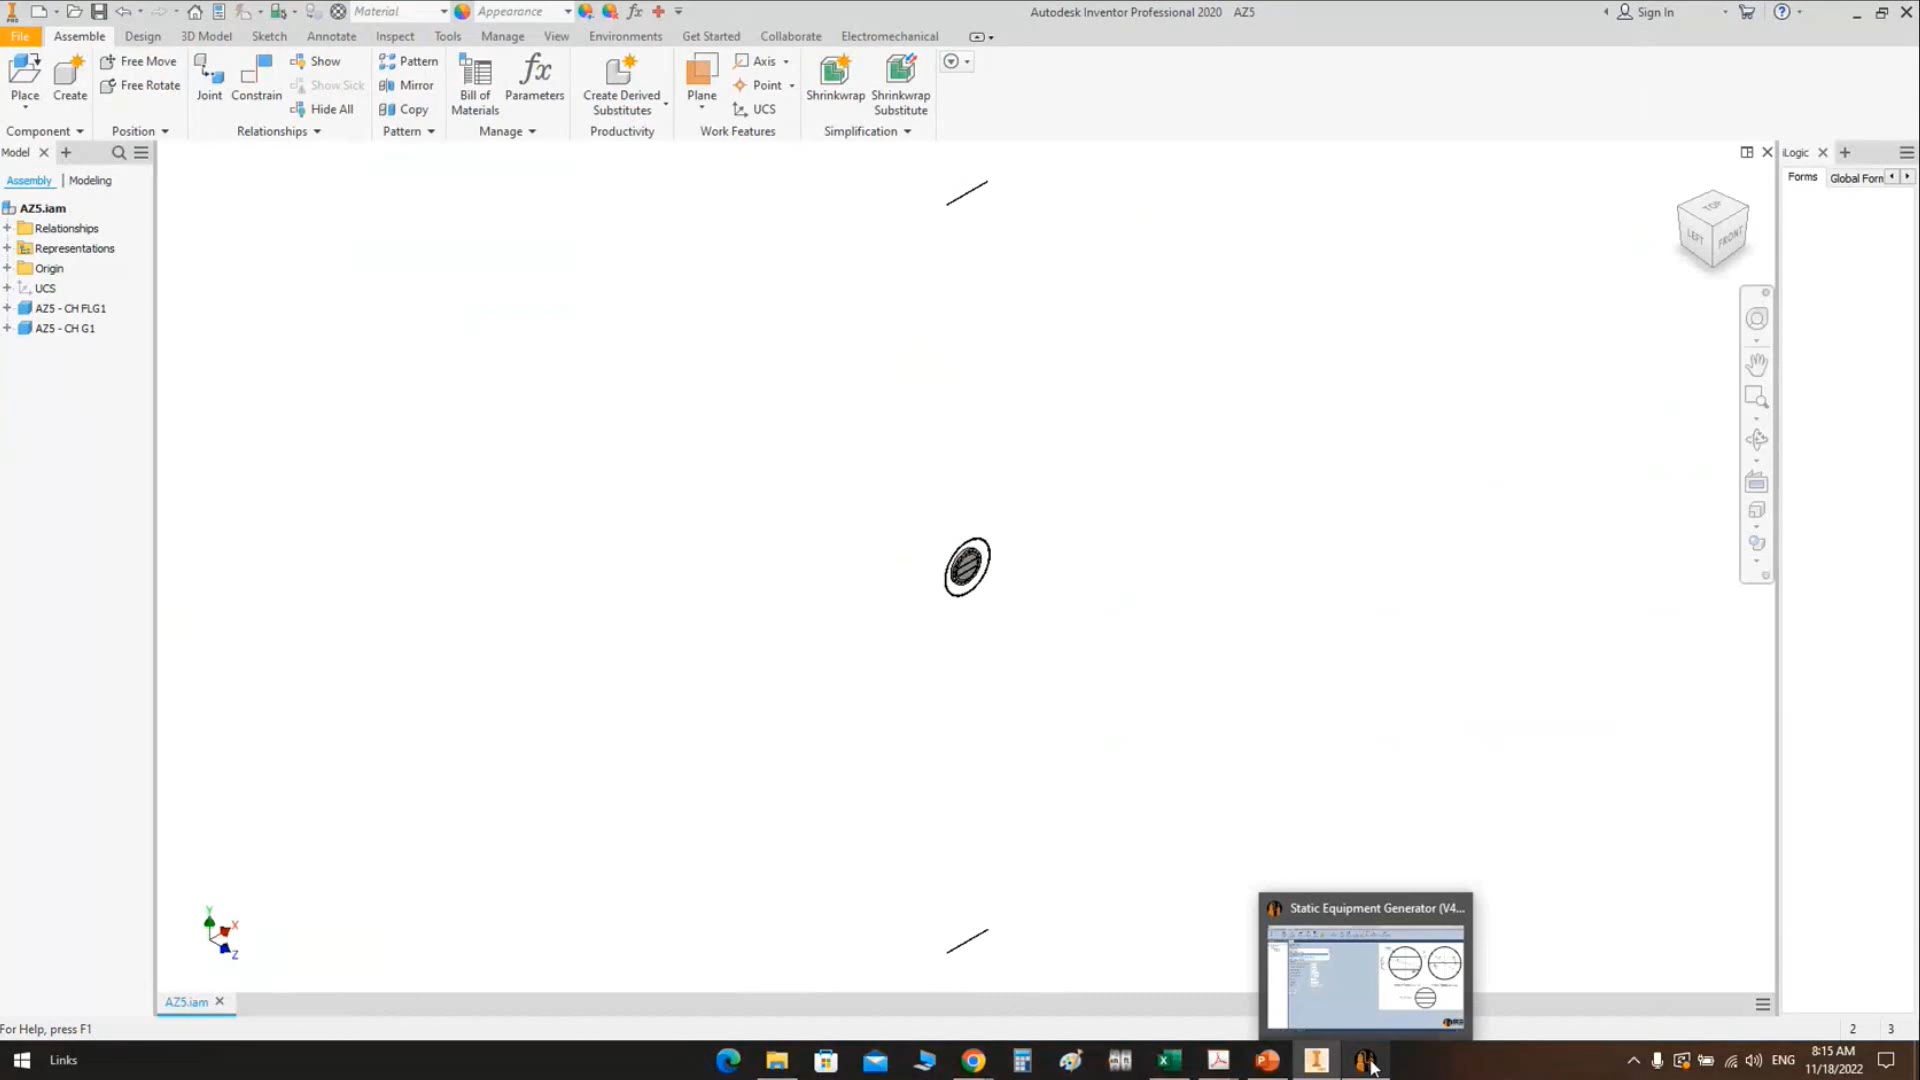 Material
Appearance
Autodesk Inventor Professional 2020 AZ5
Sign In
File Assemble Design 3D Model Sketch Annotate Inspect Tools Manage View Environments Get Started Collaborate Electromechanical
Place
Create
Free Move
Free Rotate
Joint
Constrain
Show
Show Sick
Hide All
Pattern
Mirror
Copy
Bill of
Materials
Parameters
Create Derived
Substitutes
Plane
Axis
Point
UCS
Shrinkwrap
Shrinkwrap
Substitute
Component Position Relationships Pattern Manage Productivity Work Features Simplification
Model
Assembly | Modeling
AZ5.iam
Relationships
Representations
Origin
UCS
AZ5 - CH FLG1
AZ5 - CH G1
iLogic
Forms Global Forn
TOP
LEFT FRONT
Y
X
Z
Static Equipment Generator (V4...
AZ5.iam
For Help, press F1
2 3
Links
ENG
8:15 AM
11/18/2022